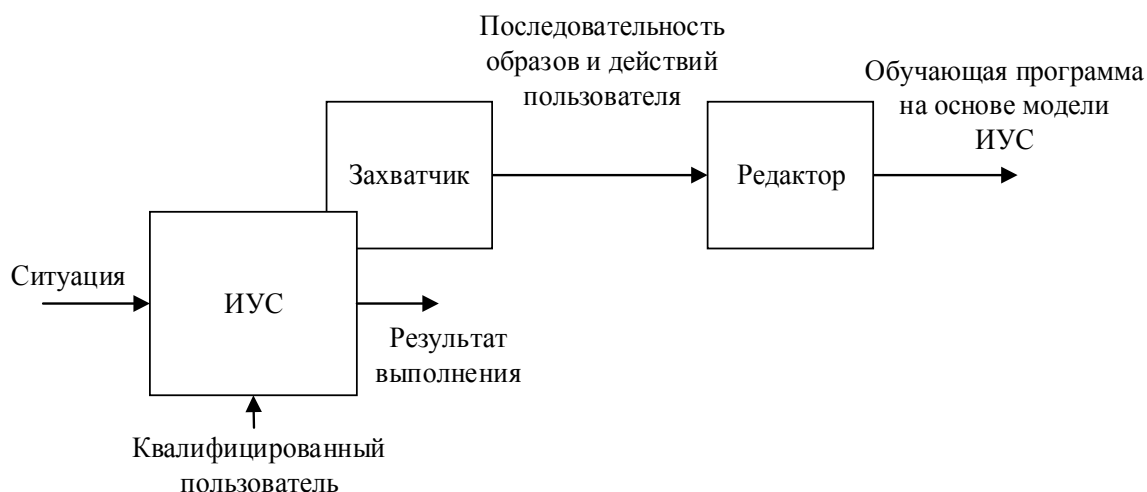 Последовательность
образов и действий
пользователя
Обучающая программа
на основе модели
ИУС
Захватчик
Редактор
Ситуация
ИУС
Результат
выполнения
Квалифицированный
пользователь